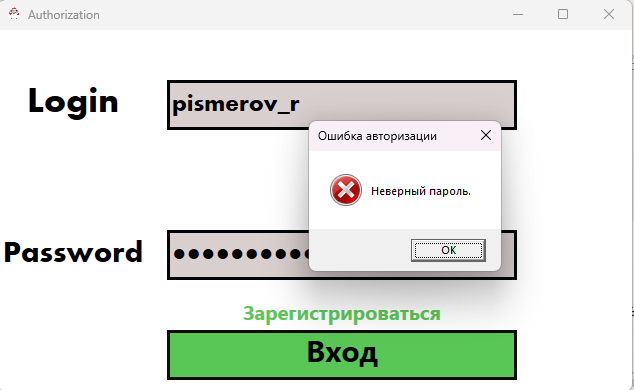 Authorization
Login
pismerov_r
Ошибка авторизации
Неверный пароль.
OK
Password
Зарегистрироваться
Вход